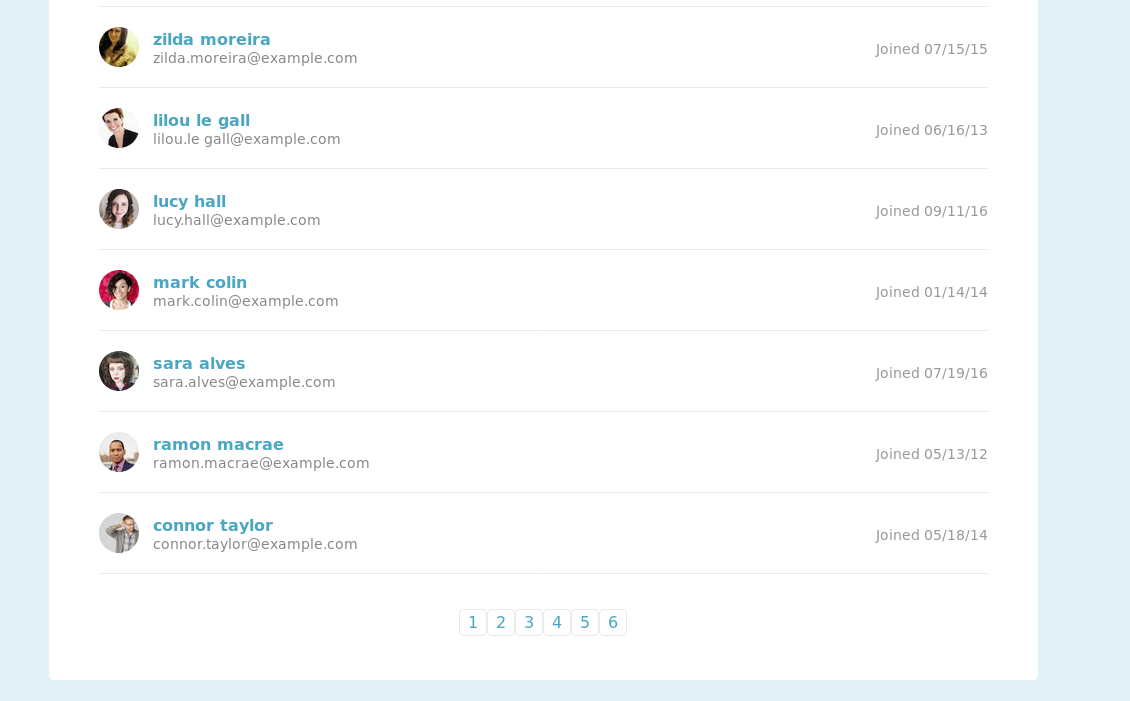 zilda moreira
zilda.moreira@example.com
Joined 07/15/15
lilou le gall
lilou.le gall@example.com
Joined 06/16/13
lucy hall
lucy.hall@example.com
Joined 09/11/16
mark colin
mark.colin@example.com
Joined 01/14/14
sara alves
sara.alves@example.com
Joined 07/19/16
ramon macrae
ramon.macrae@example.com
Joined 05/13/12
connor taylor
connor.taylor@example.com
Joined 05/18/14
1 2 3 4 5 6